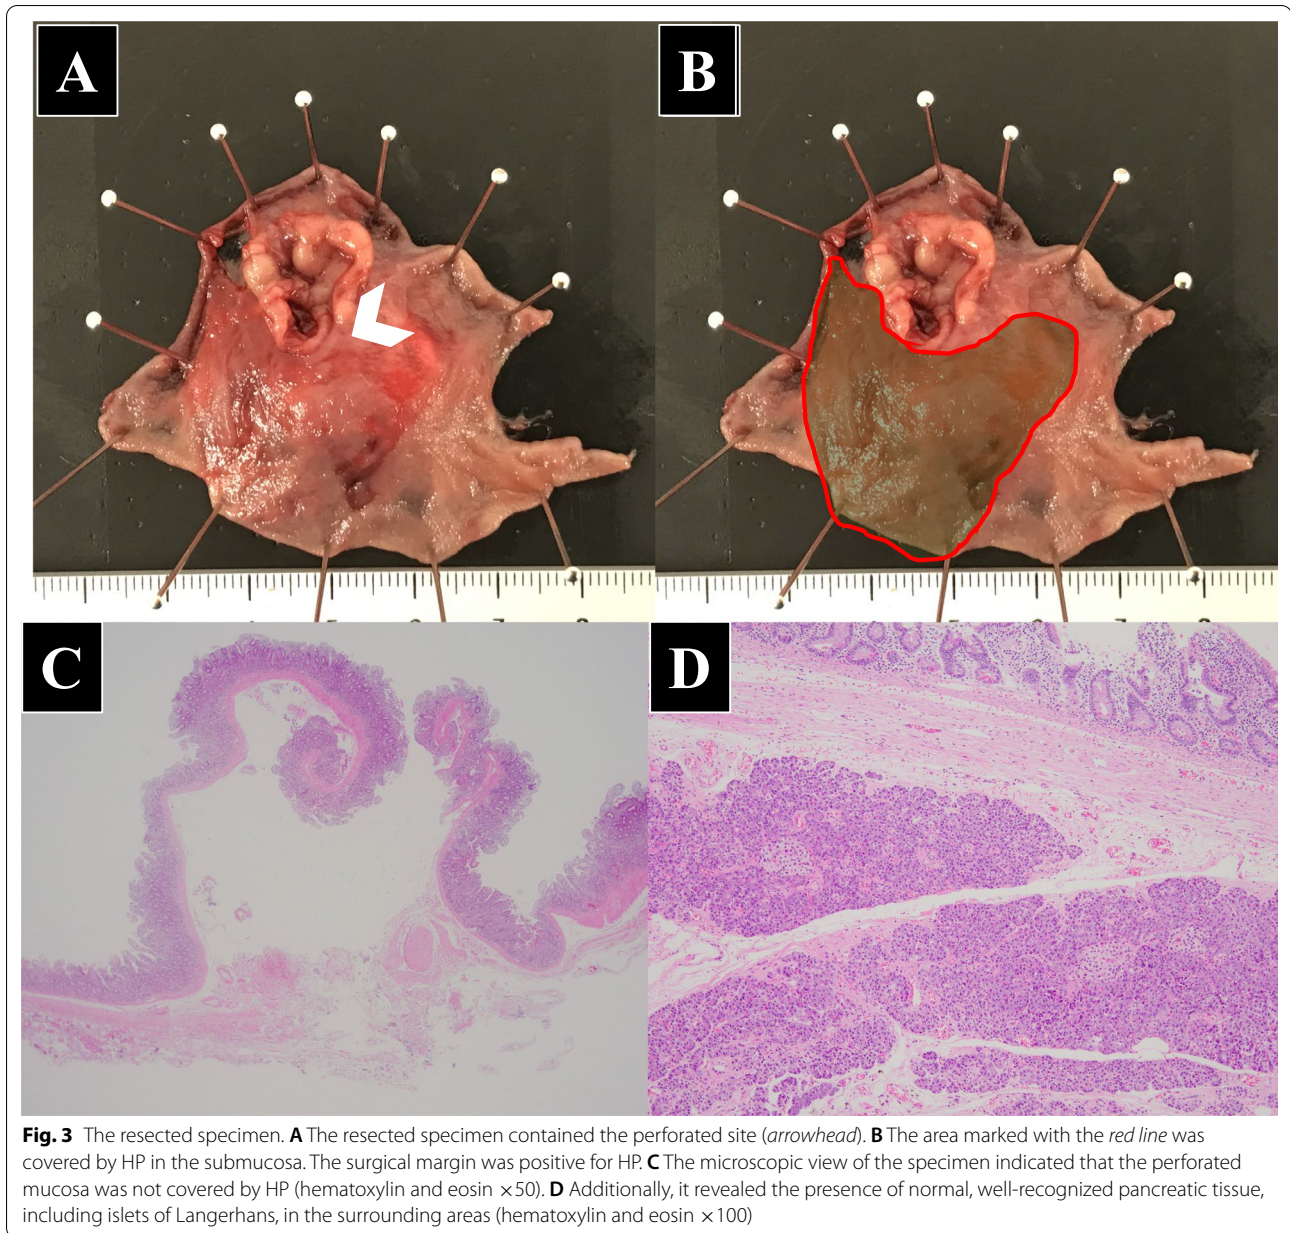 A
B
C
D
Fig. 3 The resected specimen. A The resected specimen contained the perforated site (arrowhead). B The area marked with the red line was
covered by HP in the submucosa. The surgical margin was positive for HP. C The microscopic view of the specimen indicated that the perforated
mucosa was not covered by HP (hematoxylin and eosin ×50). D Additionally, it revealed the presence of normal, well-recognized pancreatic tissue,
including islets of Langerhans, in the surrounding areas (hematoxylin and eosin ×100)